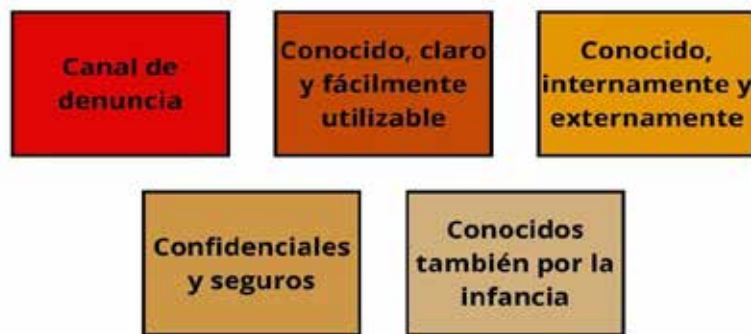 Canal de
denuncia
Conocido, claro
y fácilmente
utilizable
Conocido,
internamente y
externamente
Confidenciales
y seguros
Conocidos
también por la
infancia